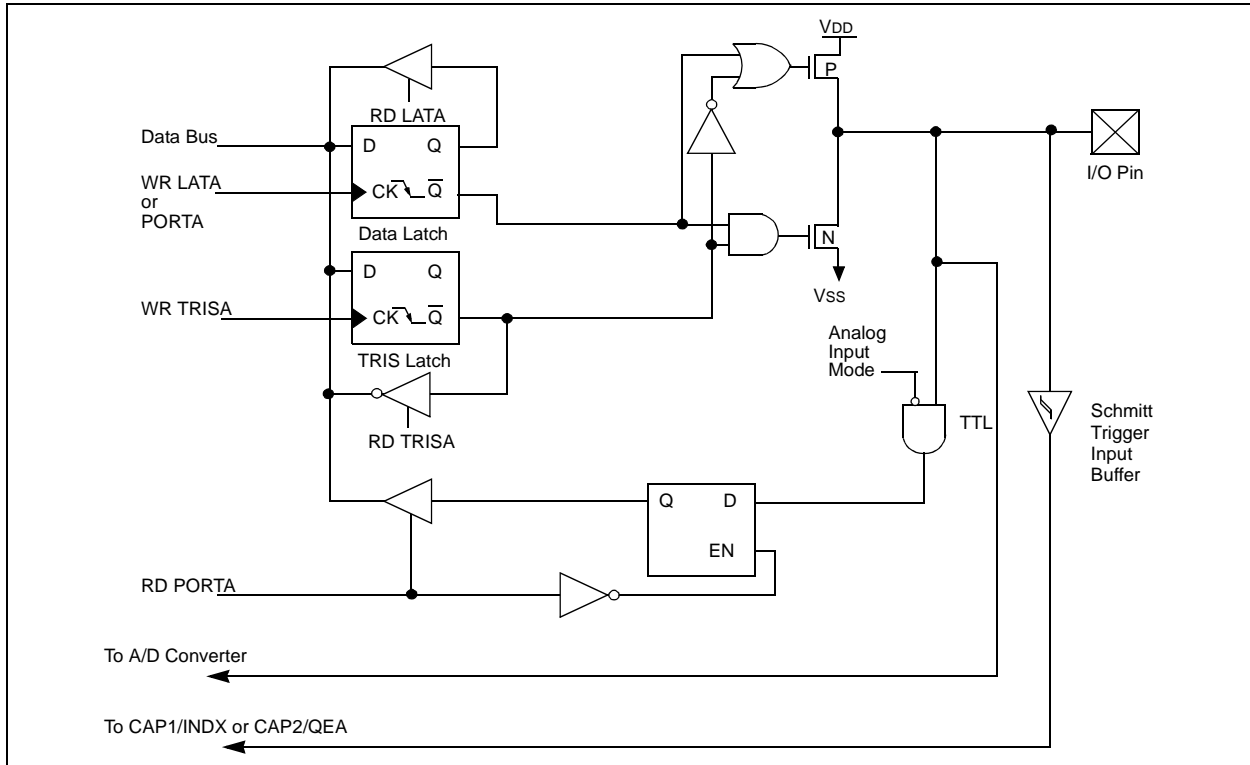 VDD
P
RD LATA
Data Bus
D Q
I/O Pin
WR LATA
or
PORTA
CK Q
Data Latch
N
VSS
D Q
WR TRISA
CK Q
TRIS Latch
Analog
Input
Mode
RD TRISA
TTL
Schmitt
Trigger
Input
Buffer
Q D
EN
RD PORTA
To A/D Converter
To CAP1/INDX or CAP2/QEA